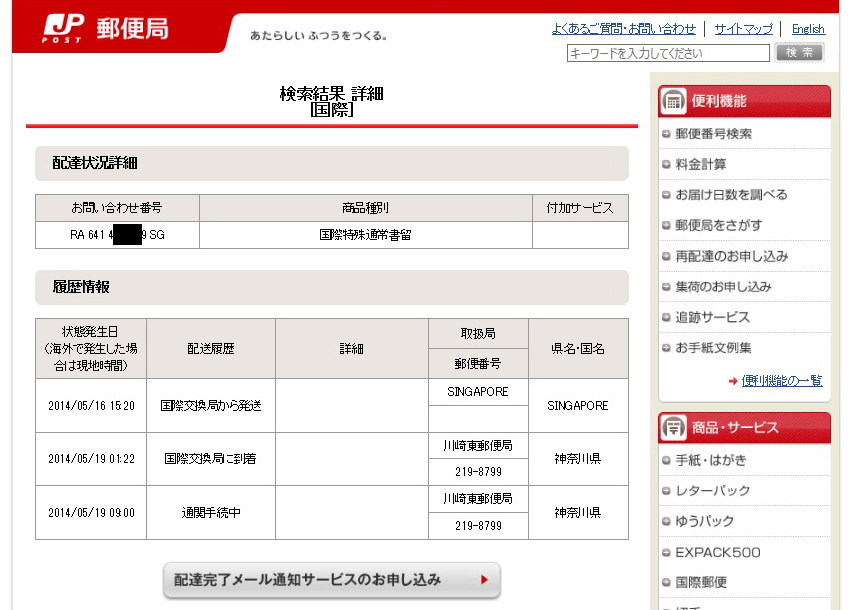 JP
POST
郵便局
あたらしい ふつうをつくる。
よくあるご質問・お問い合わせ
サイトマップ
English
キーワードを入力してください
検 索
検索結果 詳細
[国際]
配達状況詳細
お問い合わせ番号 商品種別 付加サービス
RA 641 4 9 SG 国際特殊通常書留
履歴情報
状態発生日
（海外で発生した場
合は現地時間）
配送履歴
詳細
取扱局
郵便番号
県名・国名
2014/05/16 15:20 国際交換局から発送 SINGAPORE SINGAPORE
2014/05/19 01:22 国際交換局に到着 川崎東郵便局 219-8799 神奈川県
2014/05/19 09:00 通関手続中 川崎東郵便局 219-8799 神奈川県
配達完了メール通知サービスのお申し込み
便利機能
郵便番号検索
料金計算
お届け日数を調べる
郵便局をさがす
再配達のお申し込み
集荷のお申し込み
追跡サービス
お手紙文例集
便利機能の一覧
商品・サービス
手紙・はがき
レターパック
ゆうパック
EXPACK500
国際郵便